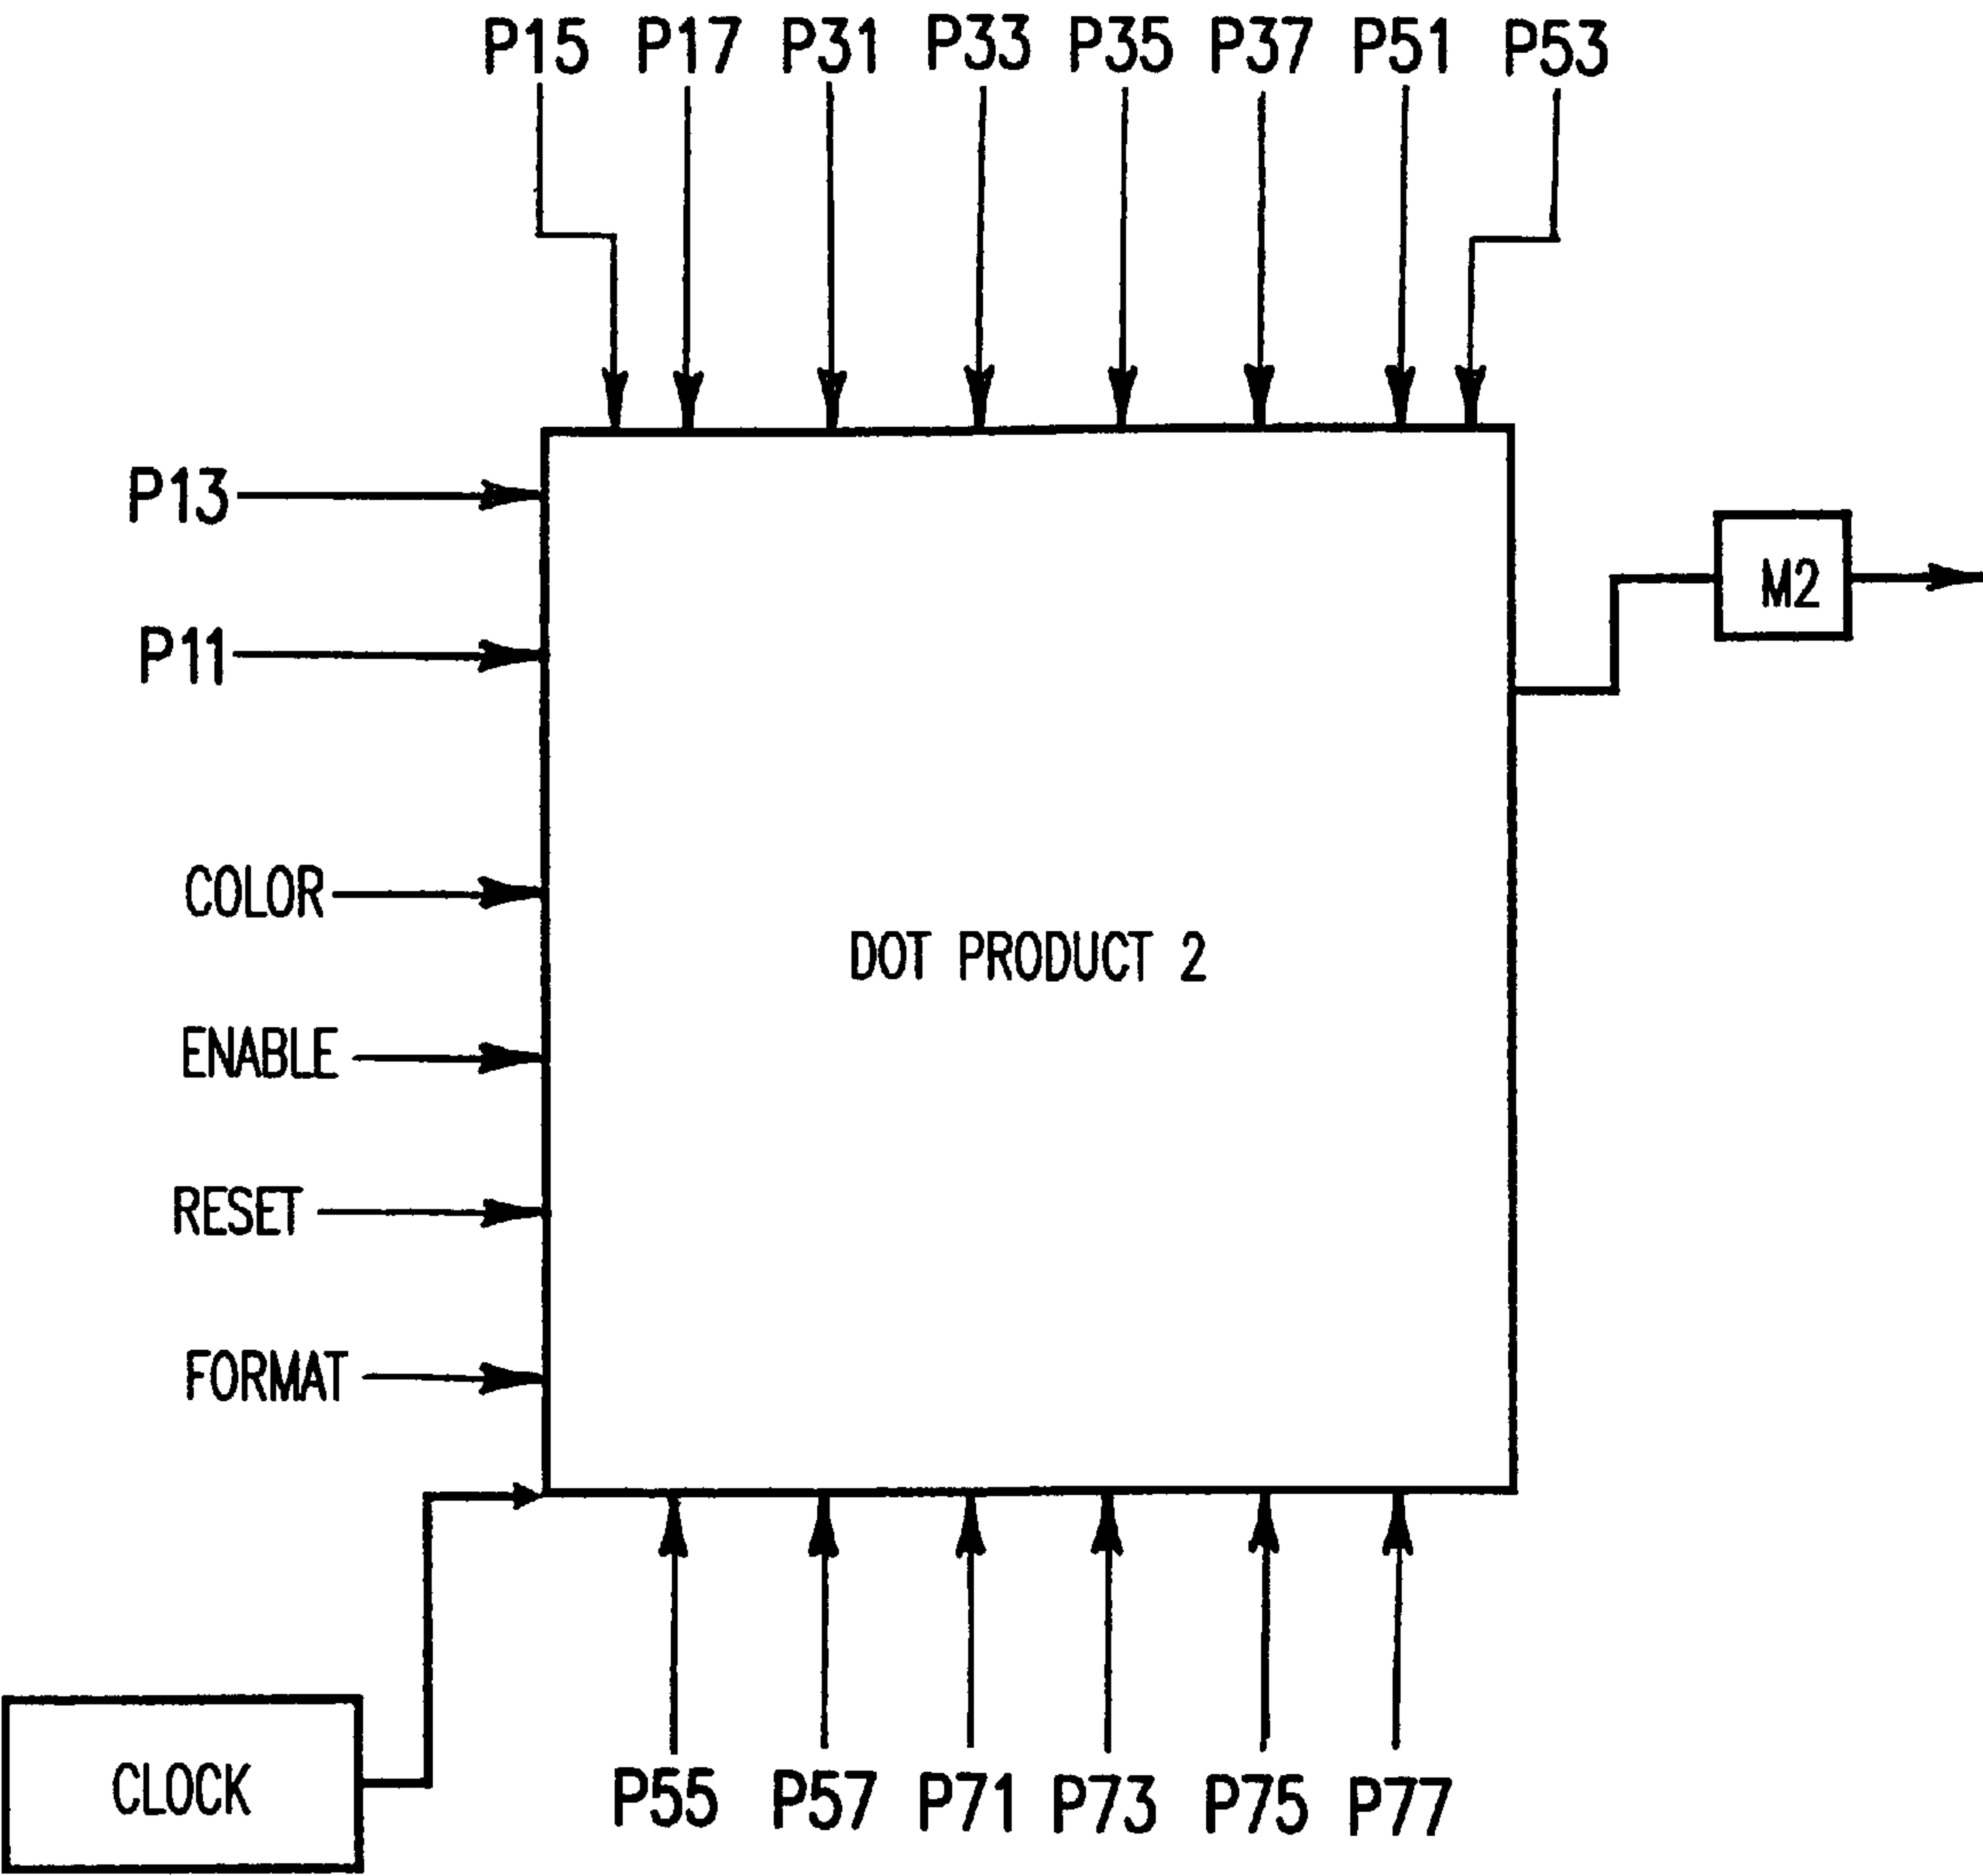 P15 P17 P31 P33 P35 P37 P51 P53
P13
M2
P11
COLOR
DOT PRODUCT 2
ENABLE
RESET
FORMAT
CLOCK
P55 P57 P71 P73 P75 P77